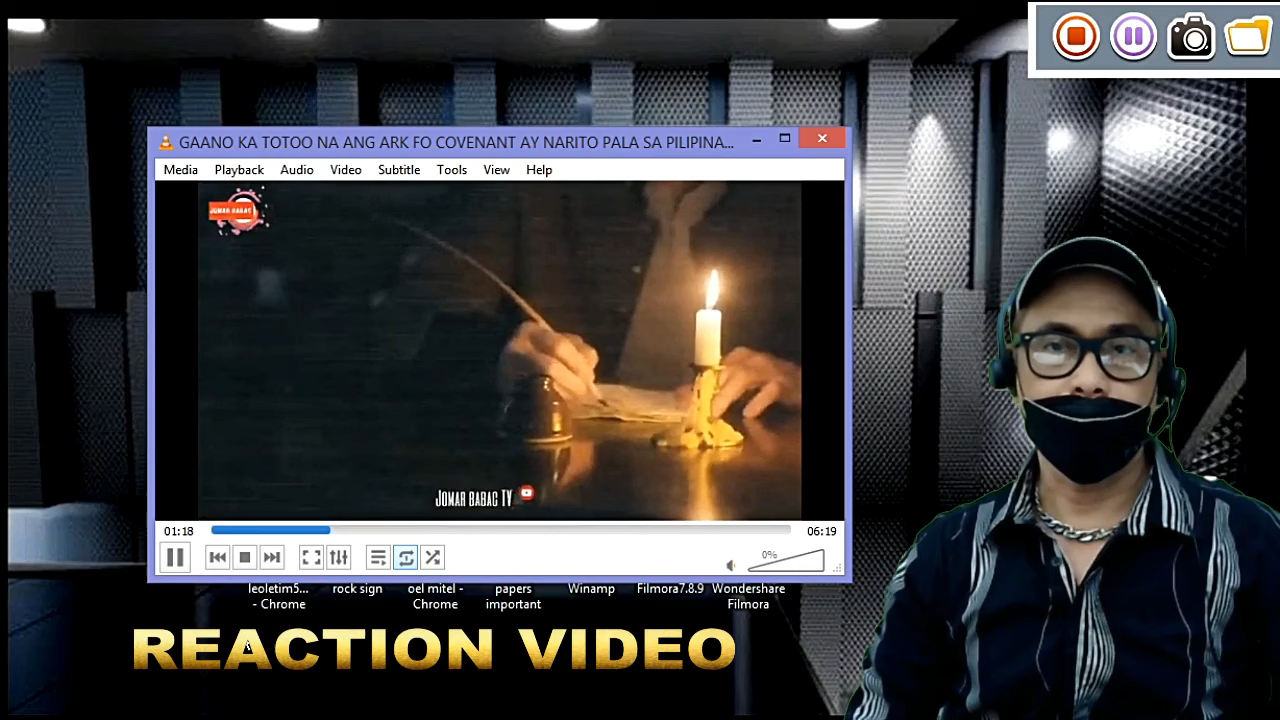 GAANO KA TOTOO NA ANG ARK FO COVENANT AY NARITO PALA SA PILIPINA...
Media Playback Audio Video Subtitle Tools View Help
JOMAR BABAC
JOMAR BABAC TV
01:18
06:19
0%
leoletim5... - Chrome
rock sign
oel mitel - Chrome
papers important
Winamp
Filmora7.8.9
Wondershare Filmora
REACTION VIDEO